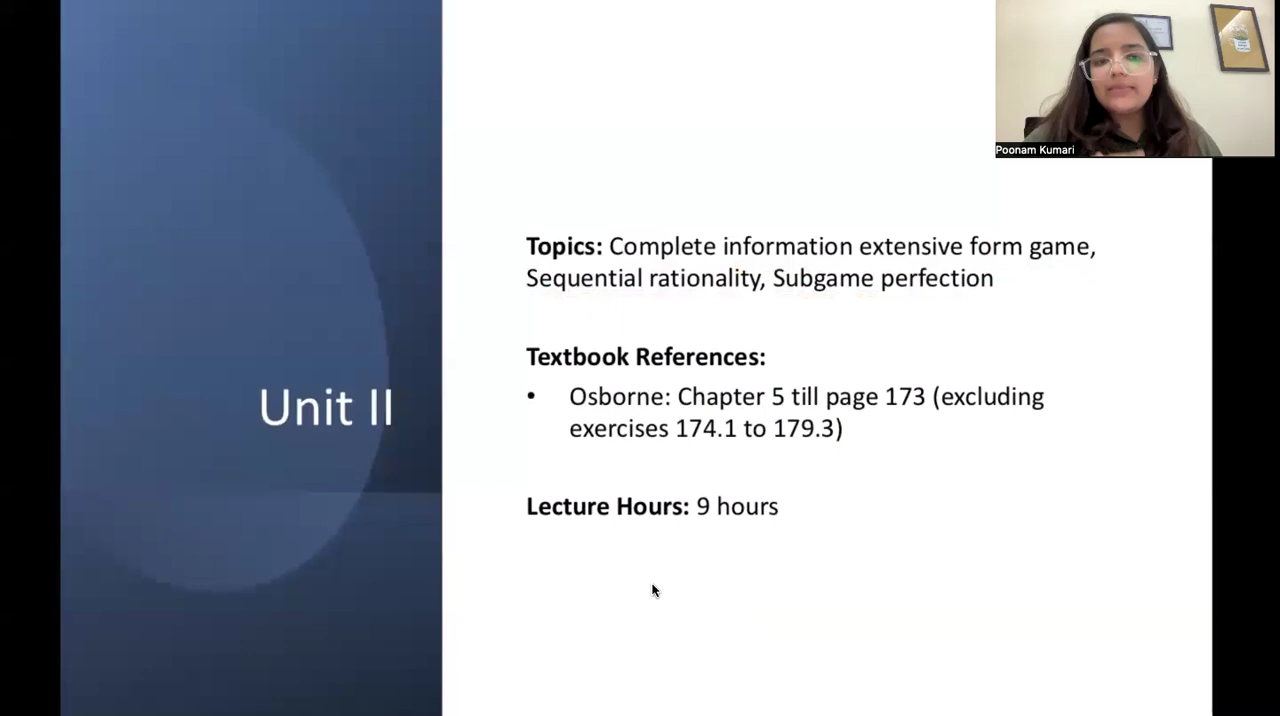 Poonam Kumari
Topics: Complete information extensive form game,
Sequential rationality, Subgame perfection
Textbook References:
• Osborne: Chapter 5 till page 173 (excluding
exercises 174.1 to 179.3)
Unit II
Lecture Hours: 9 hours